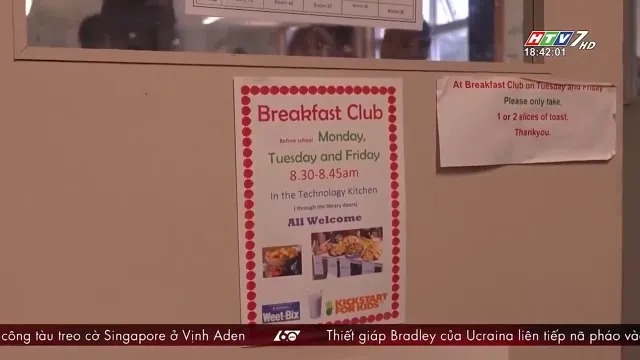 HTV7 HD
18:42:01
At Breakfast Club on Tuesday and Friday
Please only take,
1 or 2 slices of toast.
Thankyou.
Breakfast Club
Before school Monday,
Tuesday and Friday
8.30-8.45am
In the Technology Kitchen
(through the library doors)
All Welcome
Weet-Bix
KICKSTART
FOR KIDS
công tàu treo cờ Singapore ở Vịnh Aden
60
Thiết giáp Bradley của Ucraina liên tiếp nã pháo và